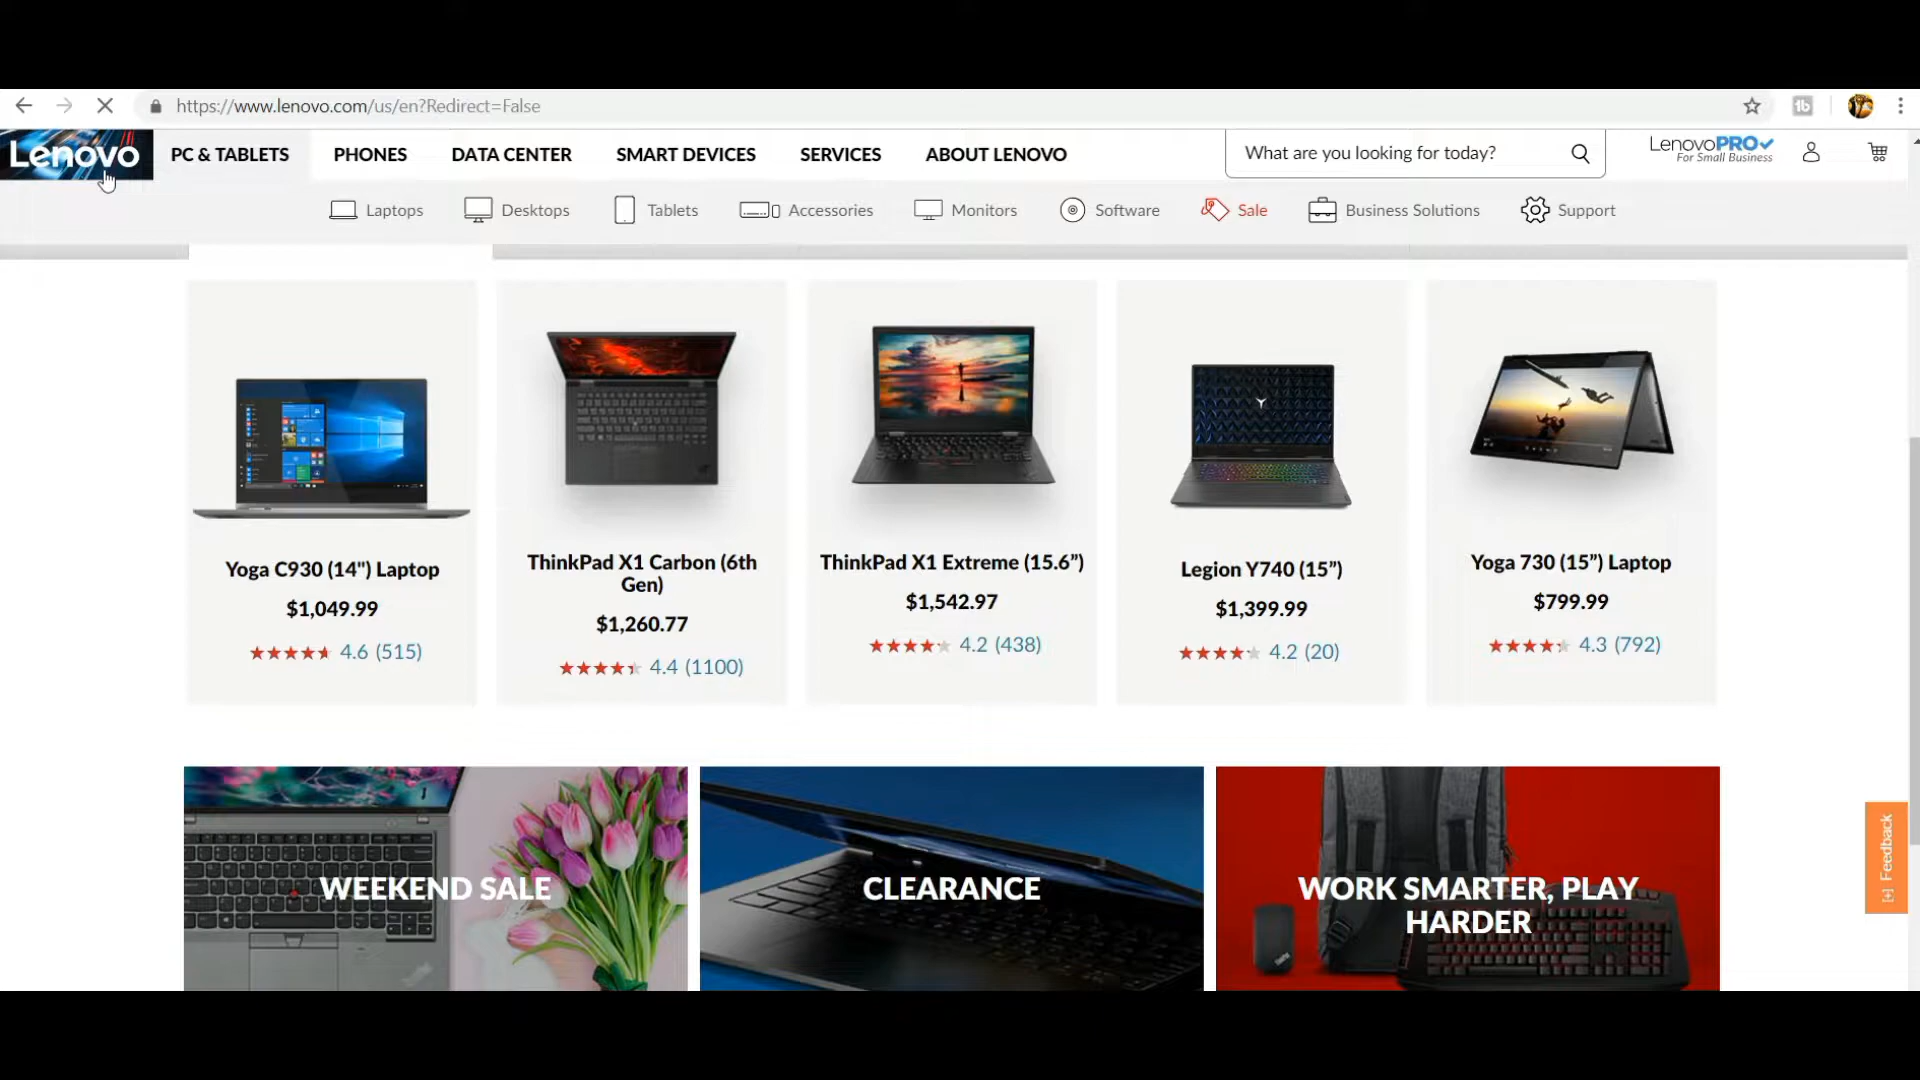 https://www.lenovo.com/us/en?Redirect=False
Lenovo
PC & TABLETS PHONES DATA CENTER SMART DEVICES SERVICES ABOUT LENOVO
What are you looking for today?
LenovoPRO
For Small Business
Laptops Desktops Tablets Accessories Monitors Software Sale Business Solutions Support
Yoga C930 (14") Laptop
$1,049.99
4.6 (515)
ThinkPad X1 Carbon (6th
Gen)
$1,260.77
4.4 (1100)
ThinkPad X1 Extreme (15.6”)
$1,542.97
4.2 (438)
Legion Y740 (15”)
$1,399.99
4.2 (20)
Yoga 730 (15”) Laptop
$799.99
4.3 (792)
WEEKEND SALE
CLEARANCE
WORK SMARTER, PLAY
HARDER
[+] Feedback